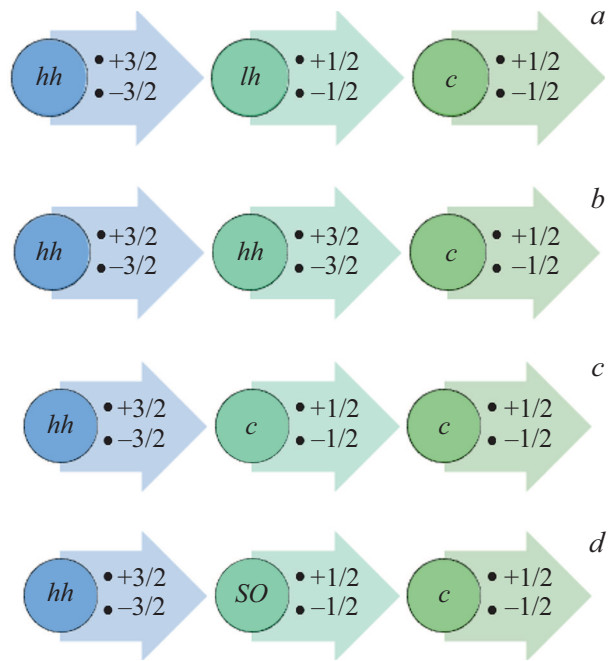 a
hh • +3/2 lh • +1/2 c • +1/2
• –3/2 • –1/2 • –1/2
b
hh • +3/2 hh • +3/2 c • +1/2
• –3/2 • –3/2 • –1/2
c
hh • +3/2 c • +1/2 c • +1/2
• –3/2 • –1/2 • –1/2
d
hh • +3/2 SO • +1/2 c • +1/2
• –3/2 • –1/2 • –1/2